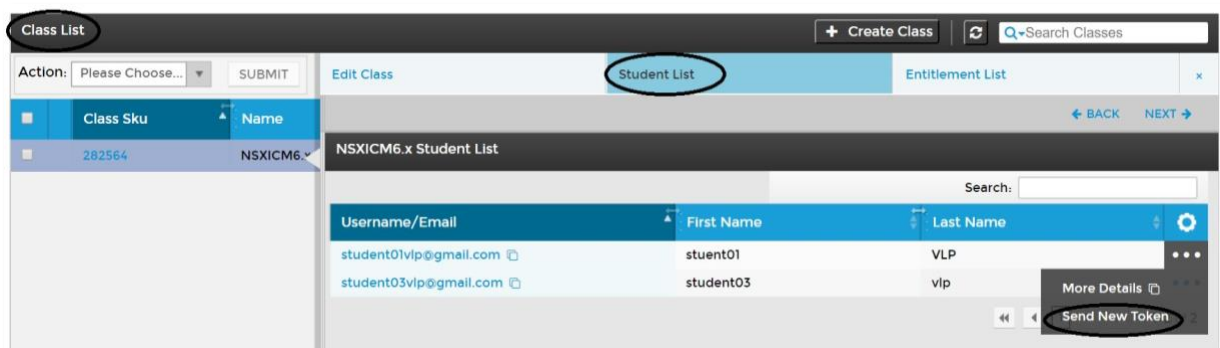 Class List
+ Create Class
Search Classes
Action: Please Choose... SUBMIT
Edit Class
Student List
Entitlement List
×
Class Sku
Name
← BACK
NEXT →
282564
NSXICM6.
NSXICM6.x Student List
Search:
Username/Email
First Name
Last Name
student01vlp@gmail.com
stuent01
VLP
student03vlp@gmail.com
student03
vlp
More Details
Send New Token
2